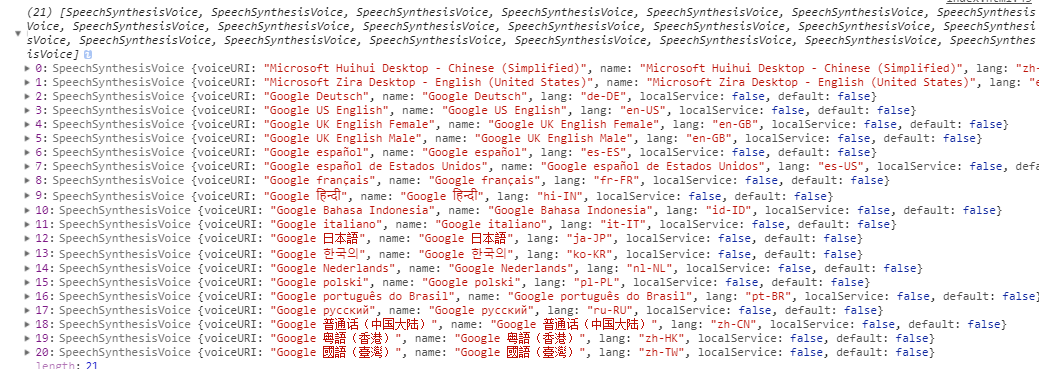 (21) [SpeechSynthesisVoice, SpeechSynthesisVoice, SpeechSynthesisVoice, SpeechSynthesisVoice, SpeechSynthesisVoice, SpeechSynthesis
Voice, SpeechSynthesisVoice, SpeechSynthesisVoice, SpeechSynthesisVoice, SpeechSynthesisVoice, SpeechSynthesisVoice, SpeechSynthes
isVoice, SpeechSynthesisVoice, SpeechSynthesisVoice, SpeechSynthesisVoice, SpeechSynthesisVoice, SpeechSynthesisVoice, SpeechSynthes
isVoice]
0: SpeechSynthesisVoice {voiceURI: "Microsoft Huihui Desktop - Chinese (Simplified)", name: "Microsoft Huihui Desktop - Chinese (Simplified)", lang: "zh-
1: SpeechSynthesisVoice {voiceURI: "Microsoft Zira Desktop - English (United States)", name: "Microsoft Zira Desktop - English (United States)", lang: "e
2: SpeechSynthesisVoice {voiceURI: "Google Deutsch", name: "Google Deutsch", lang: "de-DE", localService: false, default: false}
3: SpeechSynthesisVoice {voiceURI: "Google US English", name: "Google US English", lang: "en-US", localService: false, default: false}
4: SpeechSynthesisVoice {voiceURI: "Google UK English Female", name: "Google UK English Female", lang: "en-GB", localService: false, default: false}
5: SpeechSynthesisVoice {voiceURI: "Google UK English Male", name: "Google UK English Male", lang: "en-GB", localService: false, default: false}
6: SpeechSynthesisVoice {voiceURI: "Google español", name: "Google español", lang: "es-ES", localService: false, default: false}
7: SpeechSynthesisVoice {voiceURI: "Google español de Estados Unidos", name: "Google español de Estados Unidos", lang: "es-US", localService: false, defa
8: SpeechSynthesisVoice {voiceURI: "Google français", name: "Google français", lang: "fr-FR", localService: false, default: false}
9: SpeechSynthesisVoice {voiceURI: "Google हिन्दी", name: "Google हिन्दी", lang: "hi-IN", localService: false, default: false}
10: SpeechSynthesisVoice {voiceURI: "Google Bahasa Indonesia", name: "Google Bahasa Indonesia", lang: "id-ID", localService: false, default: false}
11: SpeechSynthesisVoice {voiceURI: "Google italiano", name: "Google italiano", lang: "it-IT", localService: false, default: false}
12: SpeechSynthesisVoice {voiceURI: "Google 日本語", name: "Google 日本語", lang: "ja-JP", localService: false, default: false}
13: SpeechSynthesisVoice {voiceURI: "Google 한국의", name: "Google 한국의", lang: "ko-KR", localService: false, default: false}
14: SpeechSynthesisVoice {voiceURI: "Google Nederlands", name: "Google Nederlands", lang: "nl-NL", localService: false, default: false}
15: SpeechSynthesisVoice {voiceURI: "Google polski", name: "Google polski", lang: "pl-PL", localService: false, default: false}
16: SpeechSynthesisVoice {voiceURI: "Google português do Brasil", name: "Google português do Brasil", lang: "pt-BR", localService: false, default: false}
17: SpeechSynthesisVoice {voiceURI: "Google русский", name: "Google русский", lang: "ru-RU", localService: false, default: false}
18: SpeechSynthesisVoice {voiceURI: "Google 普通话（中国大陆）", name: "Google 普通话（中国大陆）", lang: "zh-CN", localService: false, default: false}
19: SpeechSynthesisVoice {voiceURI: "Google 粤語（香港）", name: "Google 粤語（香港）", lang: "zh-HK", localService: false, default: false}
20: SpeechSynthesisVoice {voiceURI: "Google 國語（臺灣）", name: "Google 國語（臺灣）", lang: "zh-TW", localService: false, default: false}
length: 21